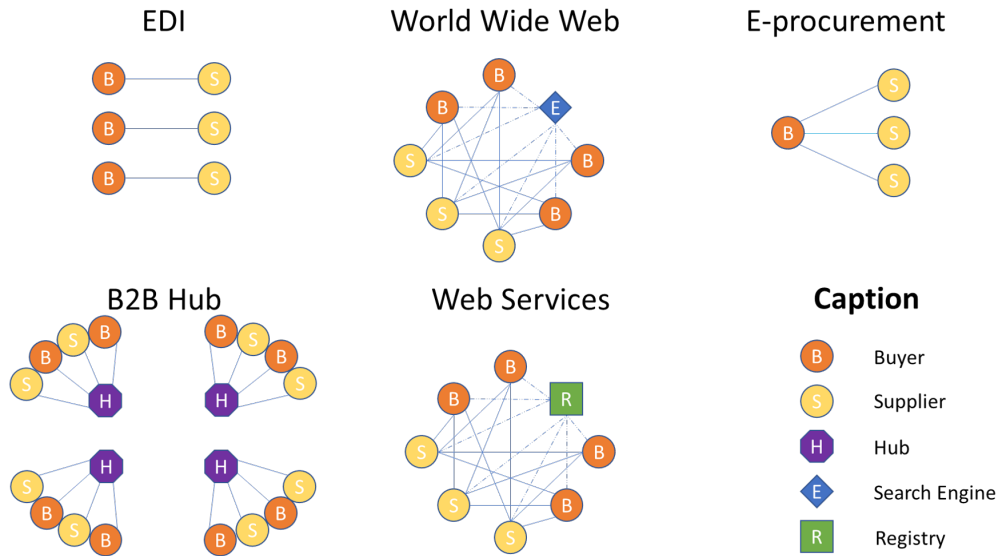 EDI
B S
B S
B S
World Wide Web
B
B E
S B
S B
S
E-procurement
S
B S
S
B2B Hub
S B B S
B B
S S
H H
H H
S S
B B
S S
B B
Web Services
B
B R
S B
S B
S
Caption
B Buyer
S Supplier
H Hub
E Search Engine
R Registry